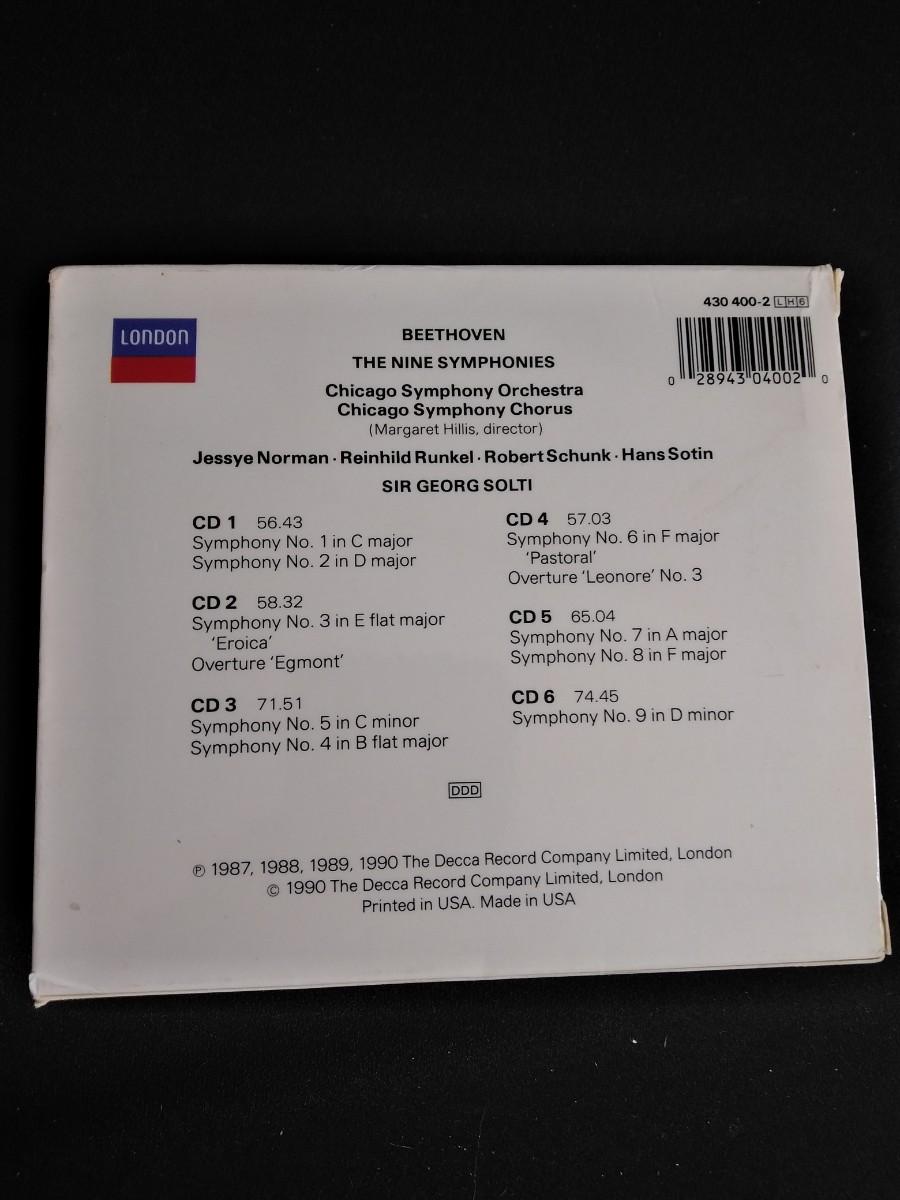 430 400-2 LH6
LONDON
0 28943 04002 0
BEETHOVEN
THE NINE SYMPHONIES
Chicago Symphony Orchestra
Chicago Symphony Chorus
(Margaret Hillis, director)
Jessye Norman · Reinhild Runkel · Robert Schunk · Hans Sotin
SIR GEORG SOLTI
CD 1 56.43
Symphony No. 1 in C major
Symphony No. 2 in D major
CD 2 58.32
Symphony No. 3 in E flat major
‘Eroica’
Overture ‘Egmont’
CD 3 71.51
Symphony No. 5 in C minor
Symphony No. 4 in B flat major
CD 4 57.03
Symphony No. 6 in F major
‘Pastoral’
Overture ‘Leonore’ No. 3
CD 5 65.04
Symphony No. 7 in A major
Symphony No. 8 in F major
CD 6 74.45
Symphony No. 9 in D minor
DDD
℗ 1987, 1988, 1989, 1990 The Decca Record Company Limited, London
© 1990 The Decca Record Company Limited, London
Printed in USA. Made in USA